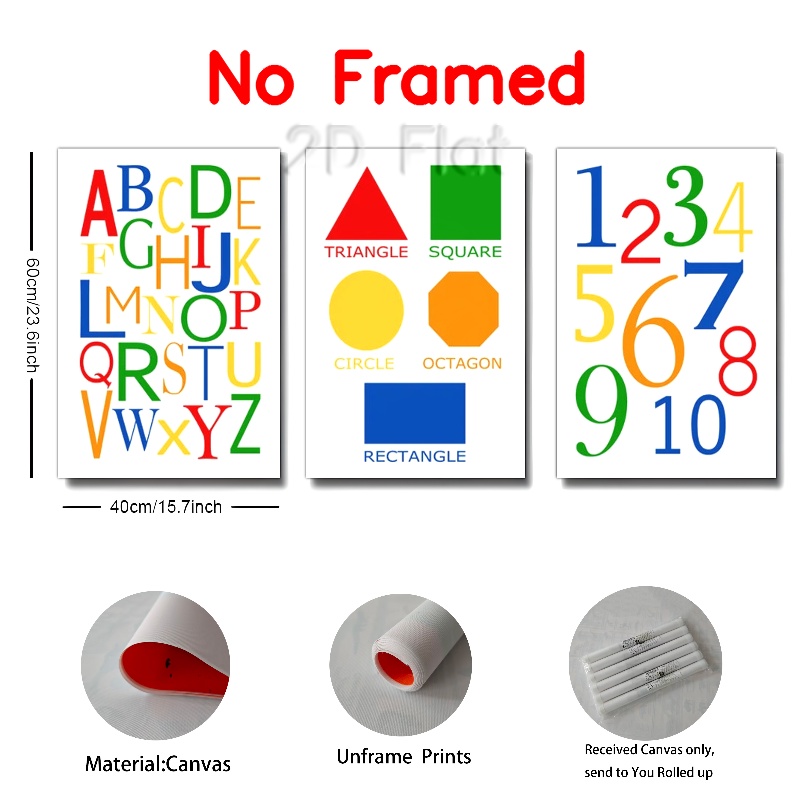 No Framed
2D Flat
60cm/23.6inch
40cm/15.7inch
A B C D E
F G H I J K
L M N O P
Q R S T U
V W X Y Z
TRIANGLE SQUARE
CIRCLE OCTAGON
RECTANGLE
1 2 3 4
5 6 7
8
9 10
Material:Canvas
Unframe Prints
Received Canvas only,
send to You Rolled up